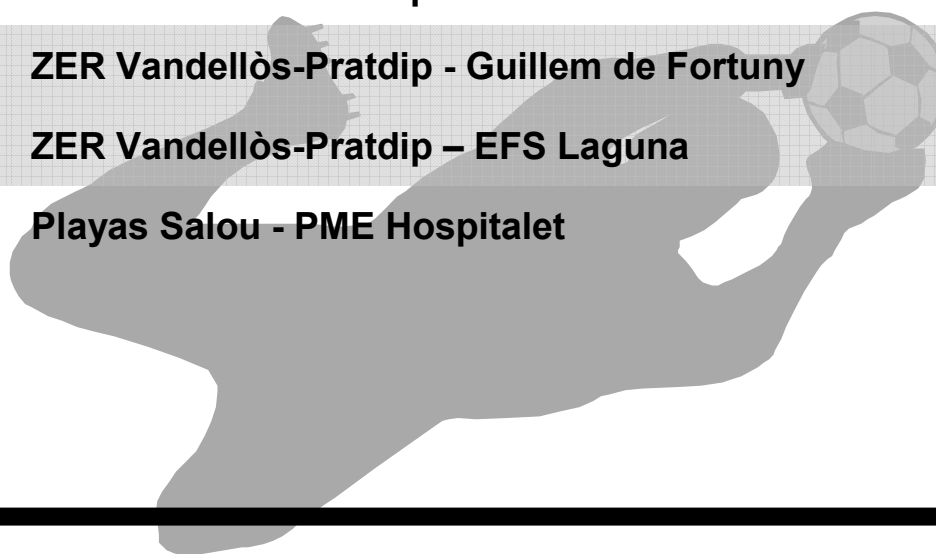 ZER Vandellòs-Pratdip - Guillem de Fortuny
ZER Vandellòs-Pratdip – EFS Laguna
Playas Salou - PME Hospitalet